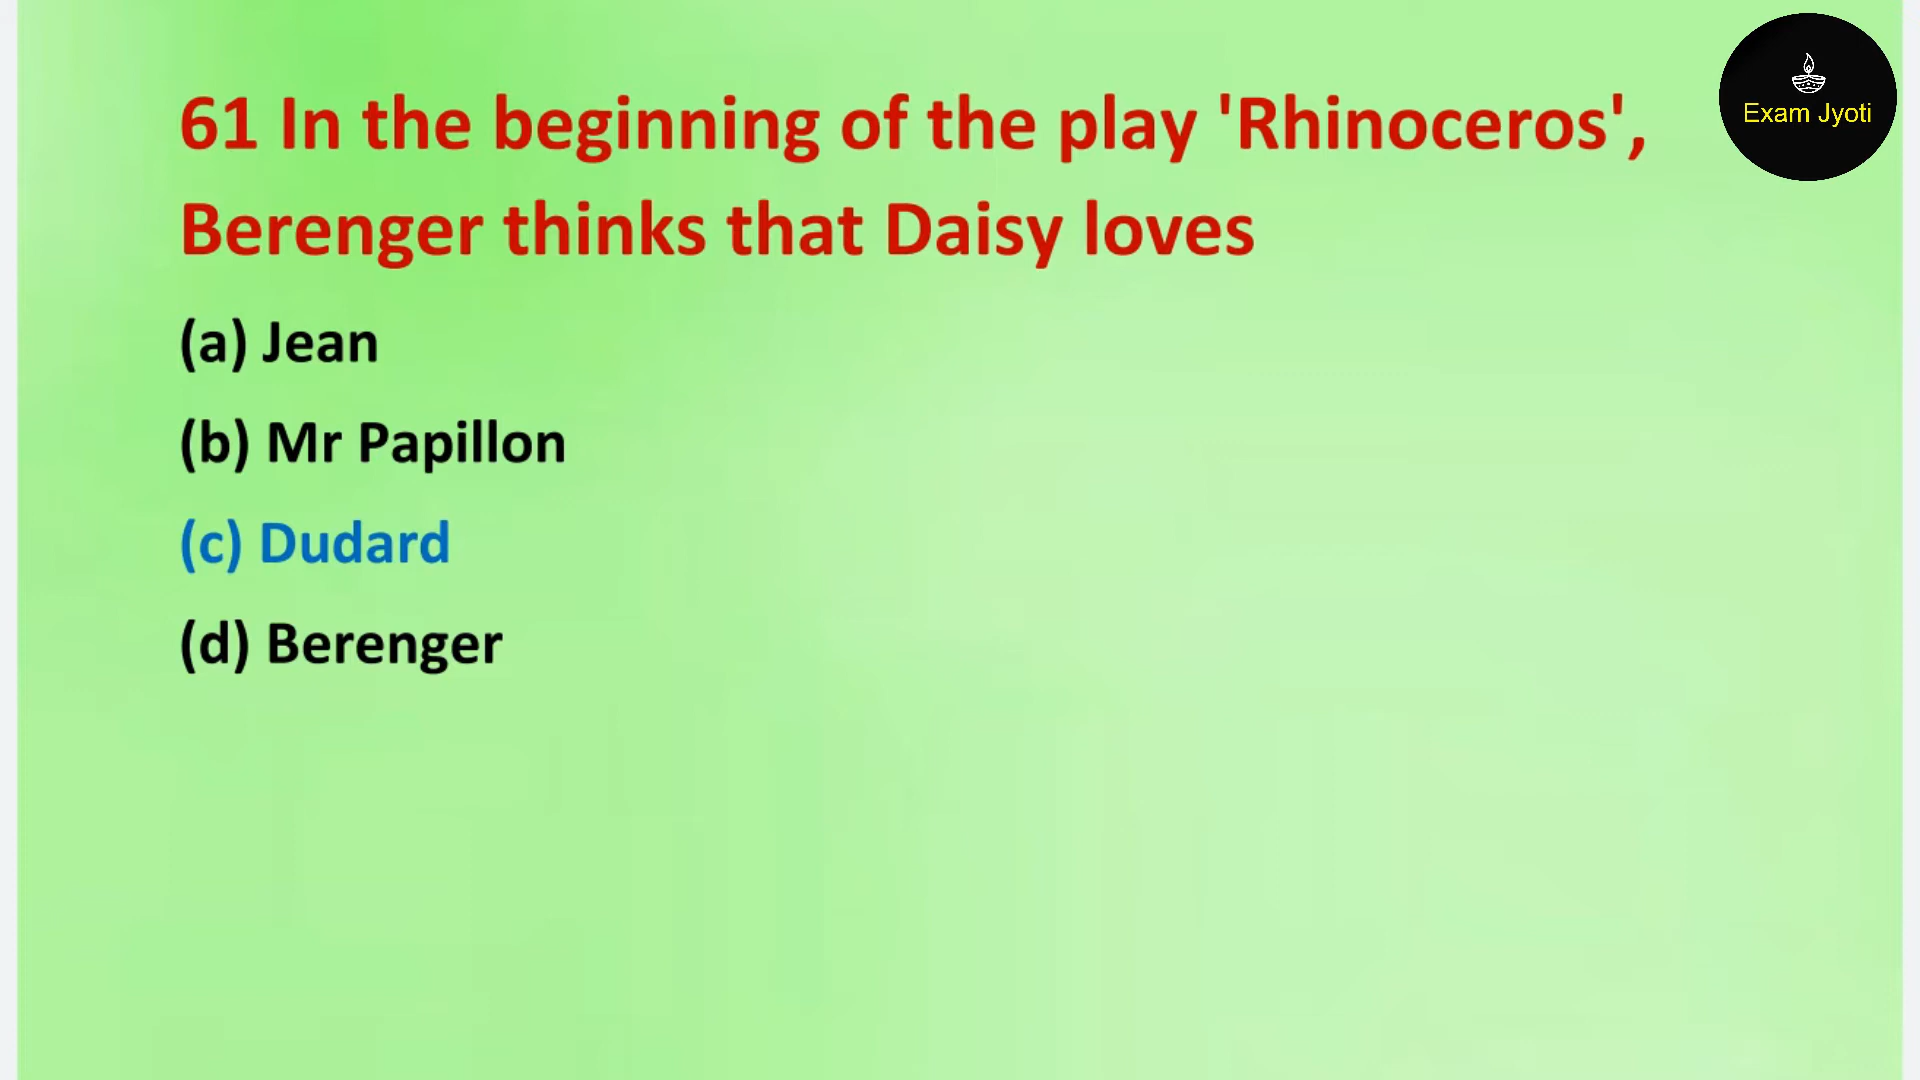 61 In the beginning of the play 'Rhinoceros',
Berenger thinks that Daisy loves
(a) Jean
(b) Mr Papillon
(c) Dudard
(d) Berenger
Exam Jyoti